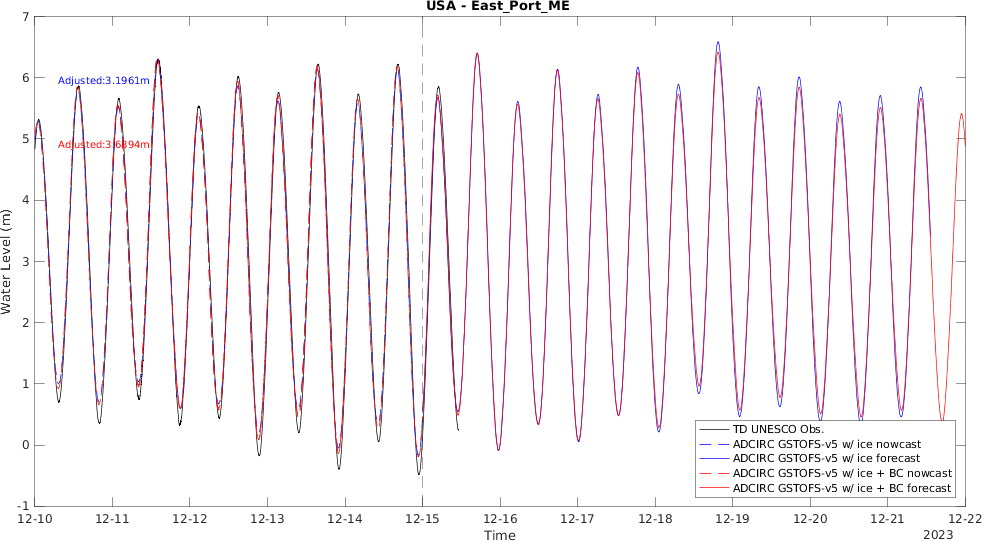 USA - East_Port_ME
7
6
5
4
3
2
1
0
-1
Water Level (m)
Adjusted:3.1961m
Adjusted:3.6394m
TD UNESCO Obs.
ADCIRC GSTOFS-v5 w/ ice nowcast
ADCIRC GSTOFS-v5 w/ ice forecast
ADCIRC GSTOFS-v5 w/ ice + BC nowcast
ADCIRC GSTOFS-v5 w/ ice + BC forecast
12-10 12-11 12-12 12-13 12-14 12-15 12-16 12-17 12-18 12-19 12-20 12-21 12-22
Time
2023